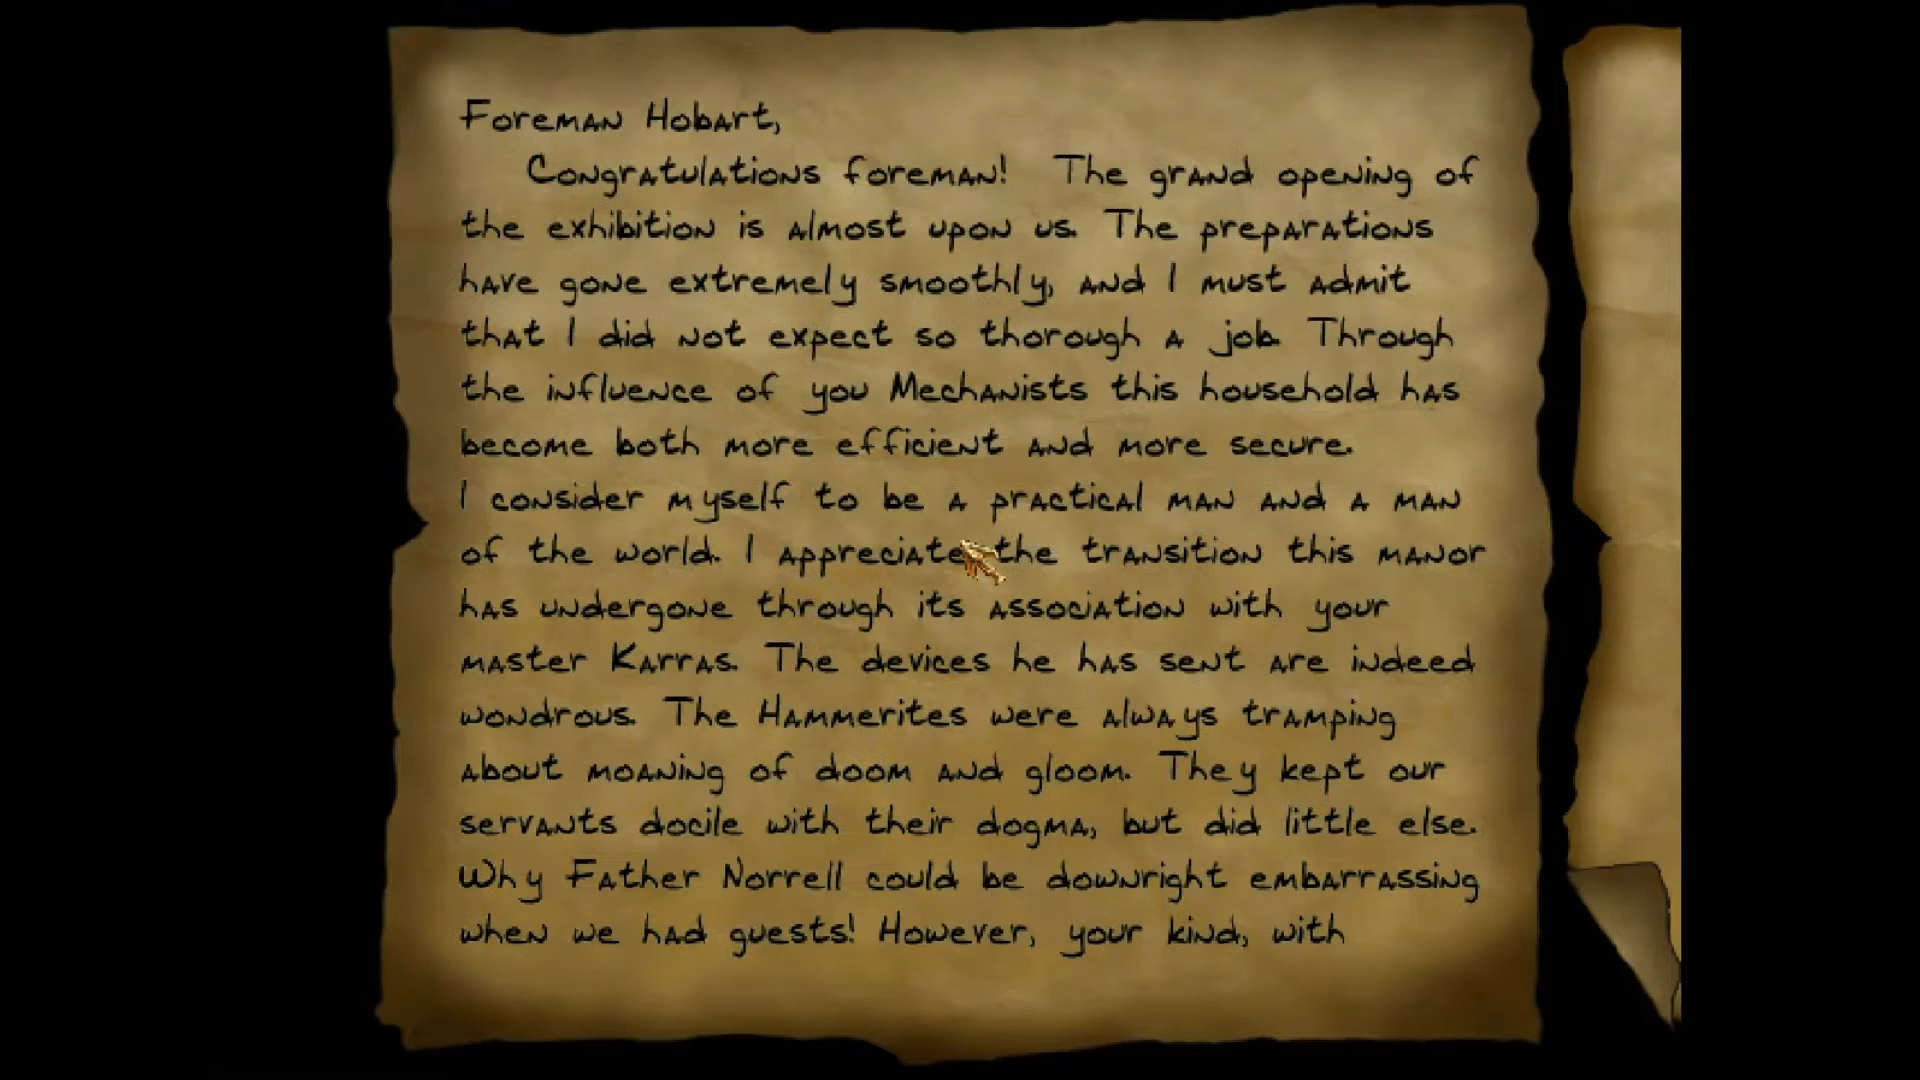 Foreman Hobart,
Congratulations foreman! The grand opening of
the exhibition is almost upon us. The preparations
have gone extremely smoothly, and I must admit
that I did not expect so thorough a job. Through
the influence of you Mechanists this household has
become both more efficient and more secure.
I consider myself to be a practical man and a man
of the world. I appreciate the transition this manor
has undergone through its association with your
master Karras. The devices he has sent are indeed
wondrous. The Hammerites were always tramping
about moaning of doom and gloom. They kept our
servants docile with their dogma, but did little else.
Why Father Norrell could be downright embarrassing
when we had guests! However, your kind, with